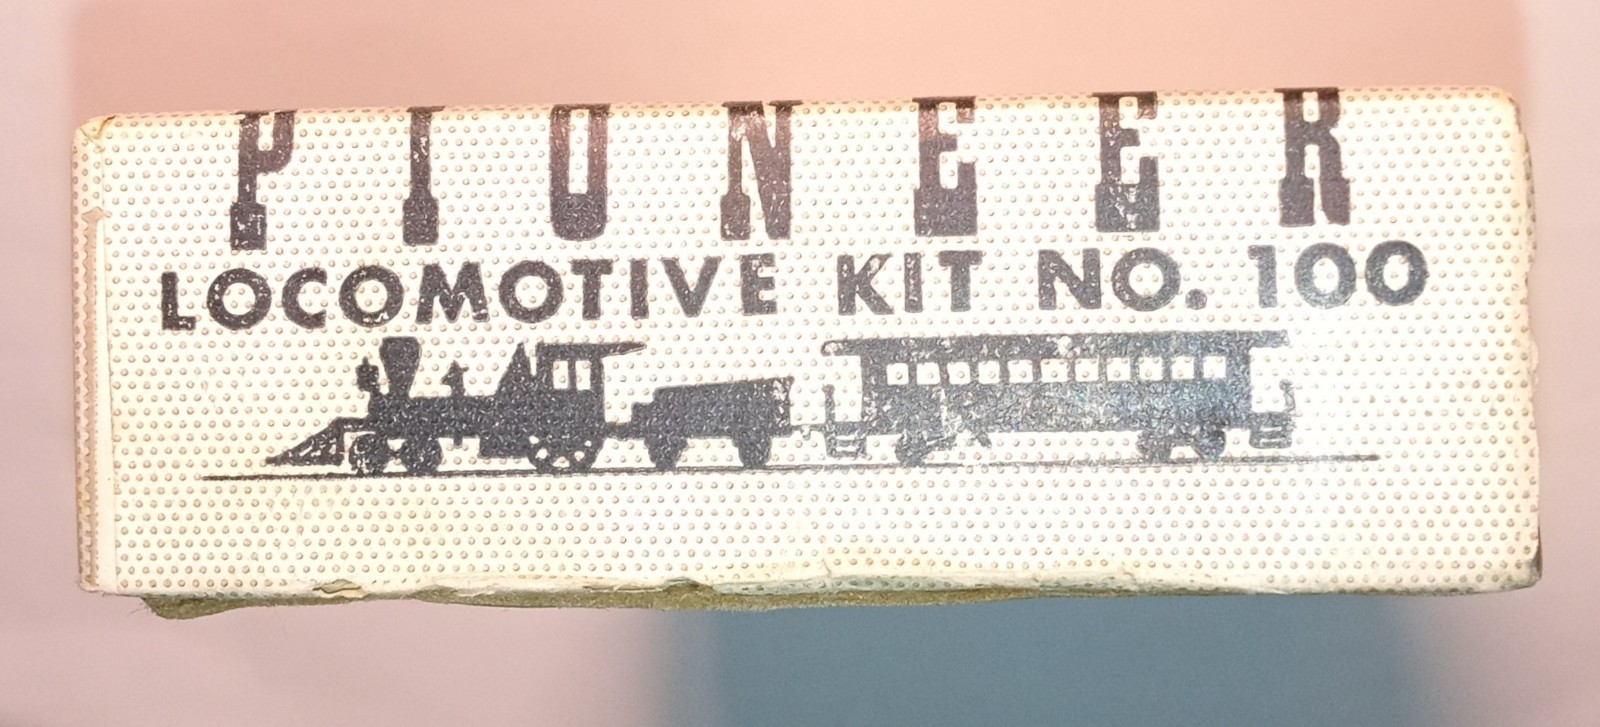 PIONEER
LOCOMOTIVE KIT NO. 100